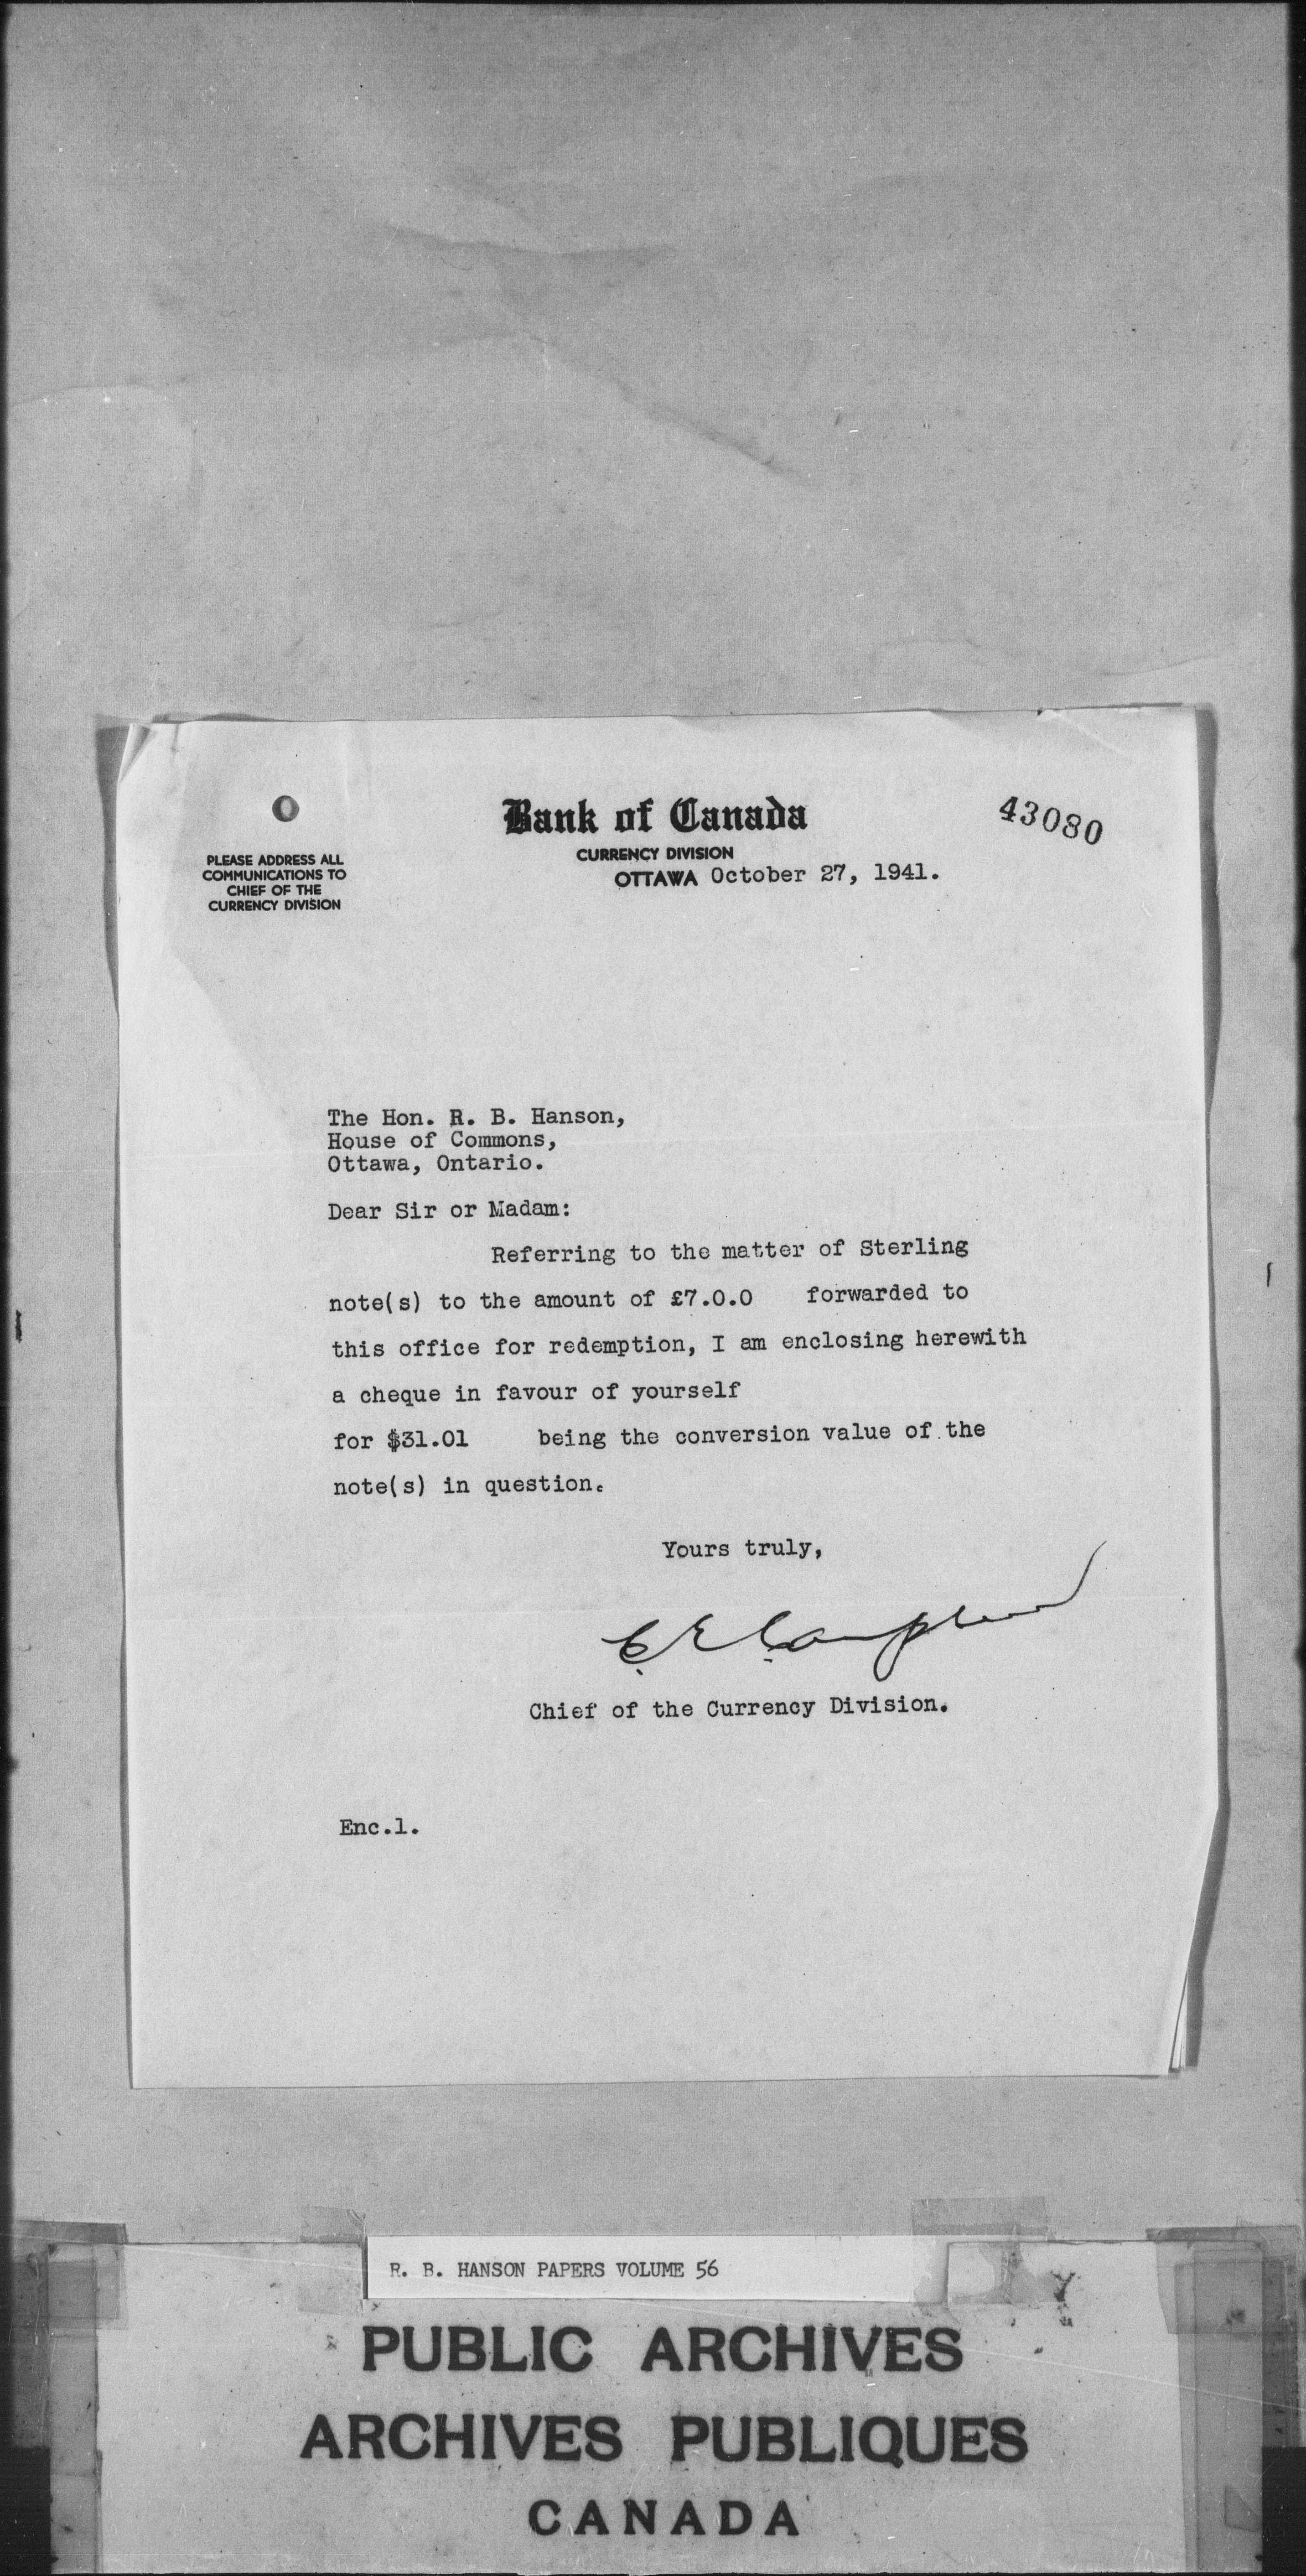 Bank of Canada
43080
CURRENCY DIVISION
PLEASE ADDRESS ALL
COMMUNICATIONS TO
CHIEF OF THE
CURRENCY DIVISION
OTTAWA October 27, 1941.
The Hon. R. B. Hanson,
House of Commons,
Ottawa, Ontario.
Dear Sir or Madam:
Referring to the matter of Sterling
note(s) to the amount of £7.0.0 forwarded to
this office for redemption, I am enclosing herewith
a cheque in favour of yourself
for $31.01 being the conversion value of the
note(s) in question.
Yours truly,
Chief of the Currency Division.
Enc.1.
R. B. HANSON PAPERS VOLUME 56
PUBLIC ARCHIVES
ARCHIVES PUBLIQUES
CANADA